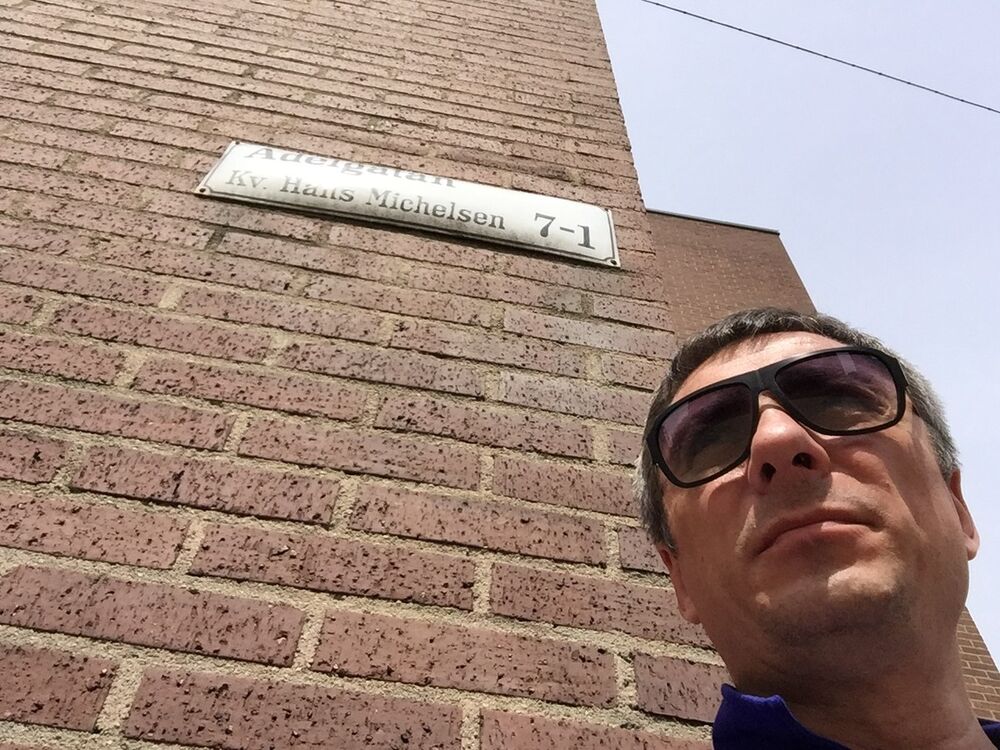 Adelgatan
Kv. Hans Michelsen 7-1